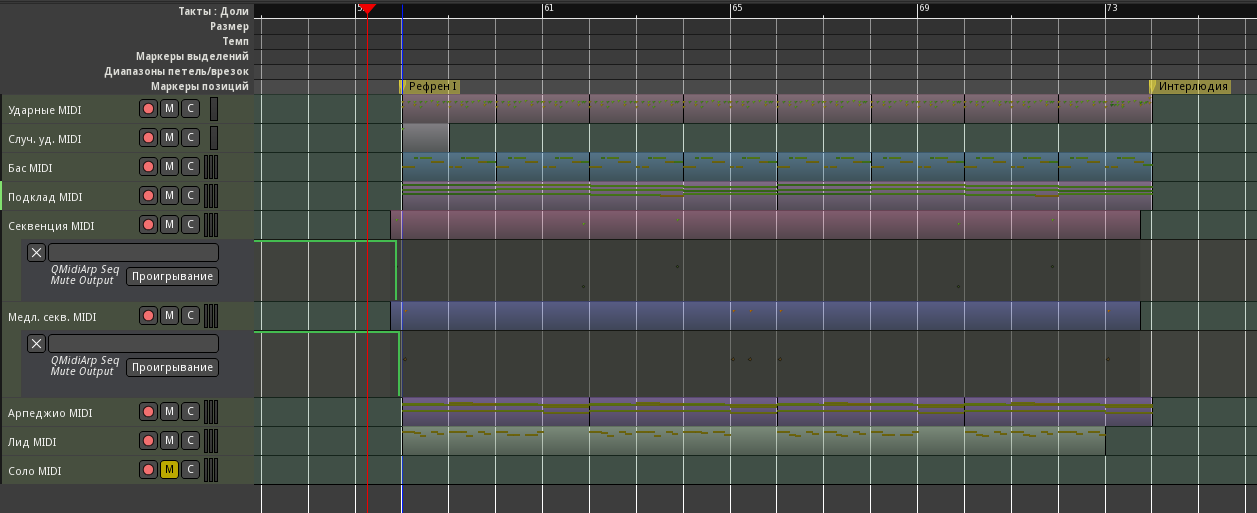 Такты : Доли
61 65 69 73
Размер
Темп
Маркеры выделений
Диапазоны петель/врезок
Маркеры позиций
Рефрен I
Интерлюдия
Ударные MIDI M C
Случ. уд. MIDI M C
Бас MIDI M C
Подклад MIDI M C
Секвенция MIDI M C
QMidiArp Seq
Mute Output
Проигрывание
Медл. секв. MIDI M C
QMidiArp Seq
Mute Output
Проигрывание
Арпеджио MIDI M C
Лид MIDI M C
Соло MIDI M C